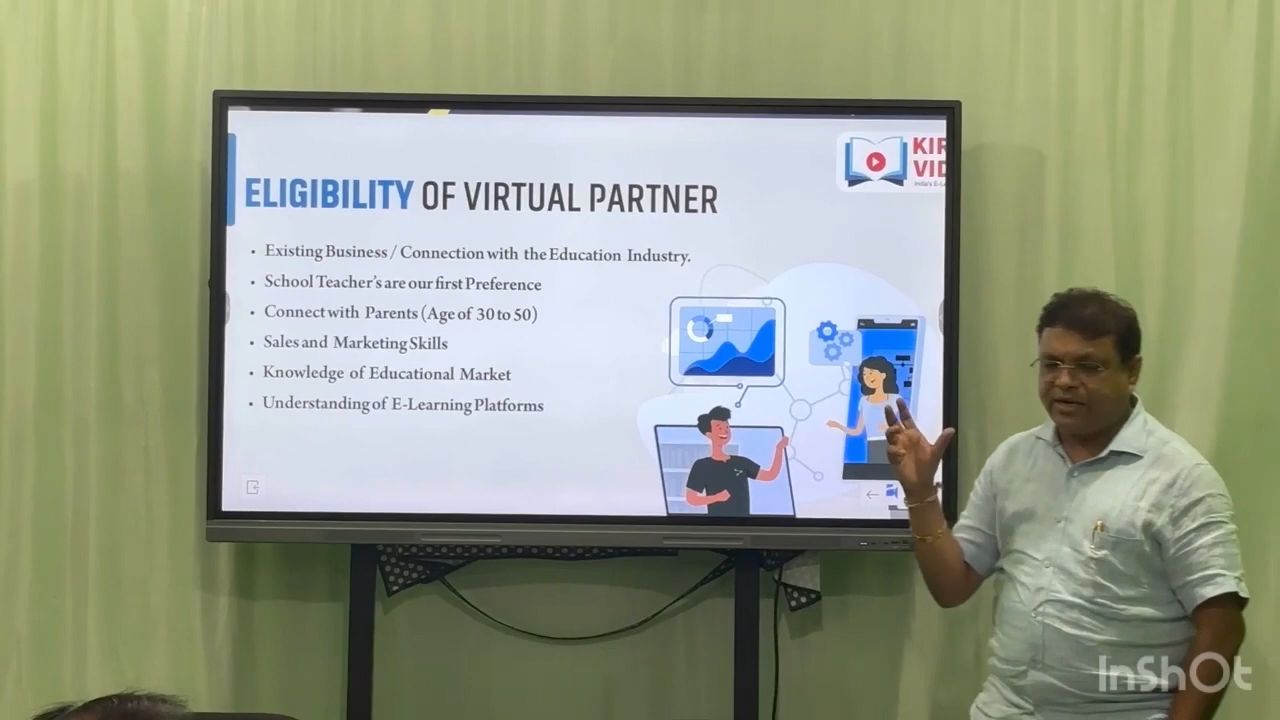 KIR
VID
India's E-Le
ELIGIBILITY OF VIRTUAL PARTNER
• Existing Business / Connection with the Education Industry.
• School Teacher's are our first Preference
• Connect with Parents (Age of 30 to 50)
• Sales and Marketing Skills
• Knowledge of Educational Market
• Understanding of E-Learning Platforms
InShOt